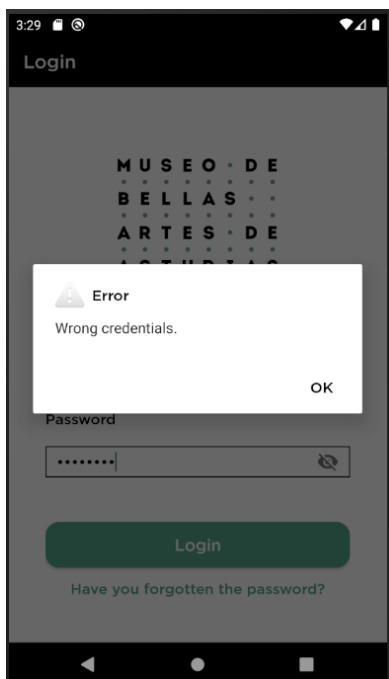 3:29
Login
MUSEO · DE
BELLAS · ·
ARTES · DE
ASTURIAS
Error
Wrong credentials.
OK
Password
••••••••
Login
Have you forgotten the password?